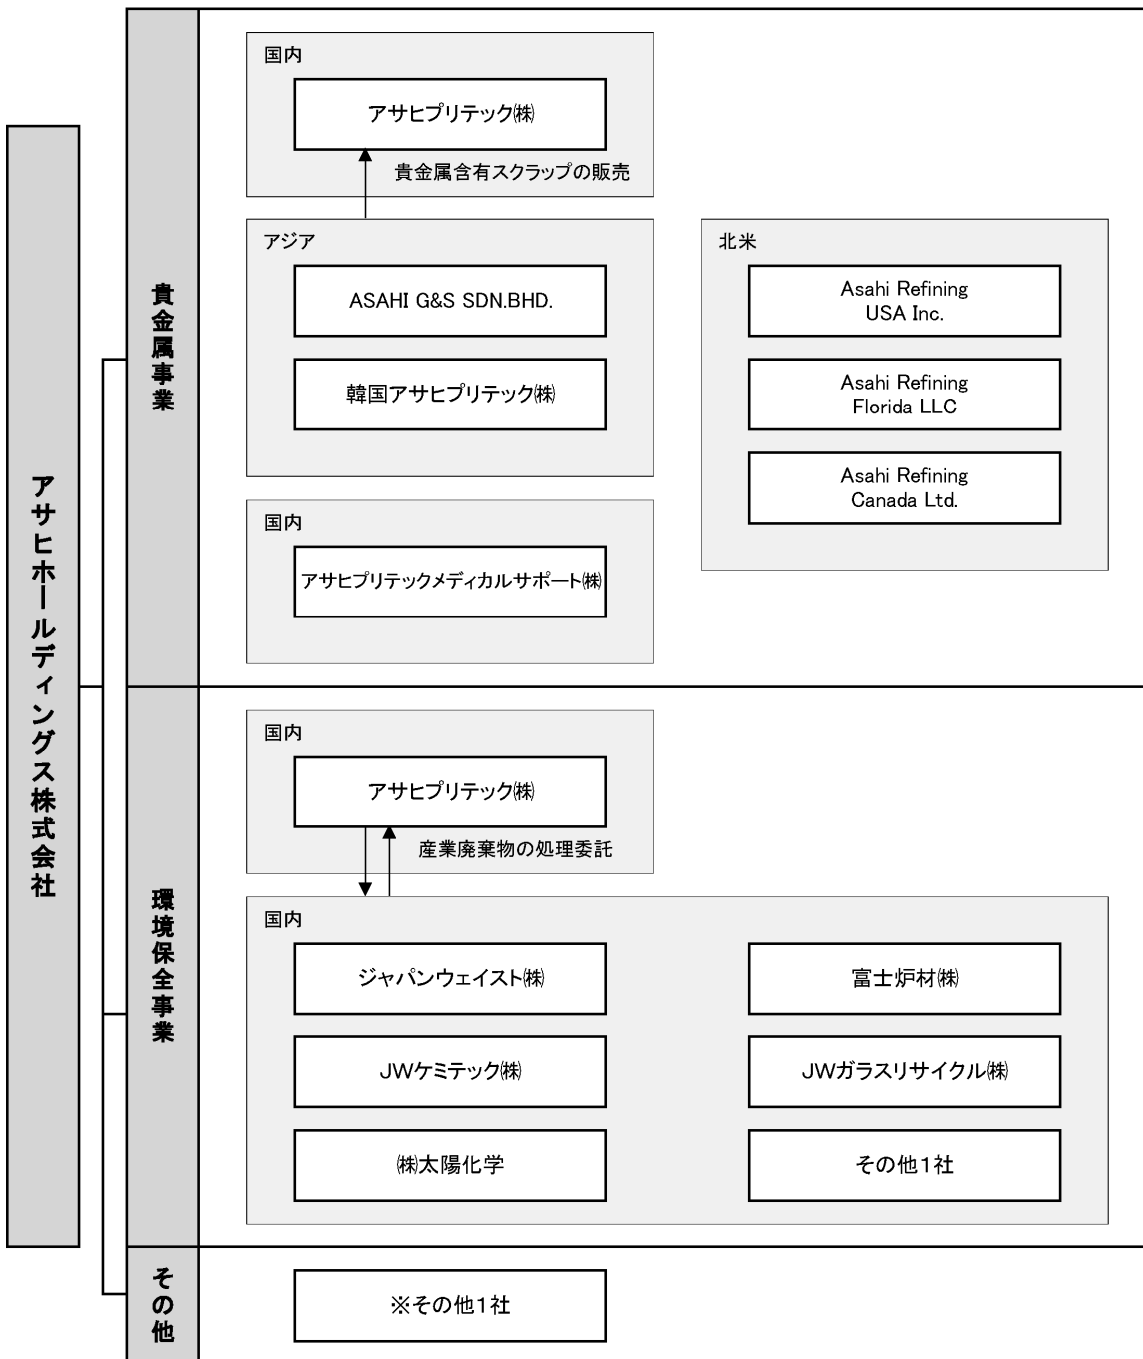 アサヒホールディングス株式会社
貴金属事業
国内
アサヒプリテック㈱
貴金属含有スクラップの販売
アジア
ASAHI G&S SDN.BHD.
韓国アサヒプリテック㈱
北米
Asahi Refining
USA Inc.
Asahi Refining
Florida LLC
Asahi Refining
Canada Ltd.
国内
アサヒプリテックメディカルサポート㈱
環境保全事業
国内
アサヒプリテック㈱
産業廃棄物の処理委託
国内
ジャパンウェイスト㈱
富士炉材㈱
JWケミテック㈱
JWガラスリサイクル㈱
㈱太陽化学
その他1社
その他
※その他1社